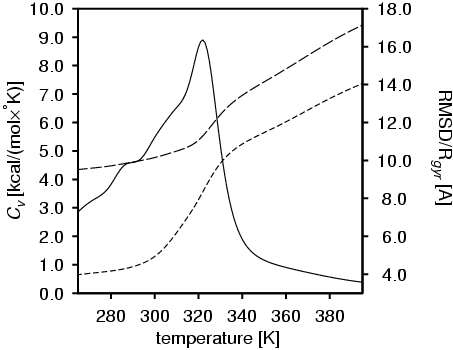 10.0 18.0
9.0 16.0
8.0 14.0
7.0 12.0
6.0 10.0
5.0 8.0
4.0 6.0
3.0 4.0
2.0
1.0
0.0
C_v [kcal/(mol×°K)]
RMSD/R_gyr [A]
280 300 320 340 360 380
temperature [K]